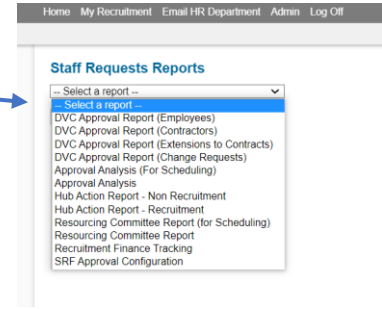 Home My Recruitment Email HR Department Admin Log Off
Staff Requests Reports
-- Select a report --
-- Select a report --
DVC Approval Report (Employees)
DVC Approval Report (Contractors)
DVC Approval Report (Extensions to Contracts)
DVC Approval Report (Change Requests)
Approval Analysis (For Scheduling)
Approval Analysis
Hub Action Report - Non Recruitment
Hub Action Report - Recruitment
Resourcing Committee Report (for Scheduling)
Resourcing Committee Report
Recruitment Finance Tracking
SRF Approval Configuration